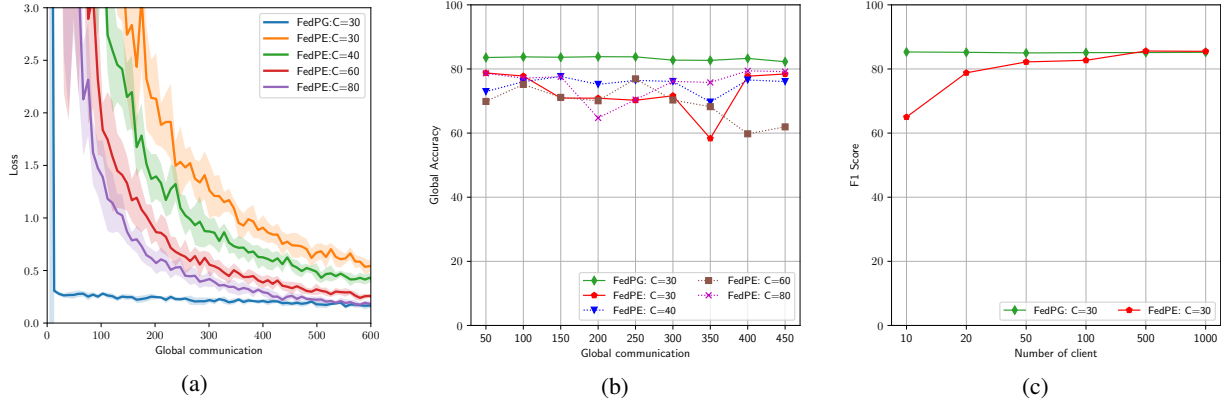 3.0
2.5
2.0
1.5
1.0
0.5
0.0
Loss
0 100 200 300 400 500 600
Global communication
FedPG:C=30
FedPE:C=30
FedPE:C=40
FedPE:C=60
FedPE:C=80
(a)
100
80
60
40
20
0
Global Accuracy
50 100 150 200 250 300 350 400 450
Global communication
FedPG: C=30
FedPE: C=30
FedPE: C=40
FedPE: C=60
FedPE: C=80
(b)
100
80
60
40
20
0
F1 Score
10 20 50 100 500 1000
Number of client
FedPG: C=30
FedPE: C=30
(c)